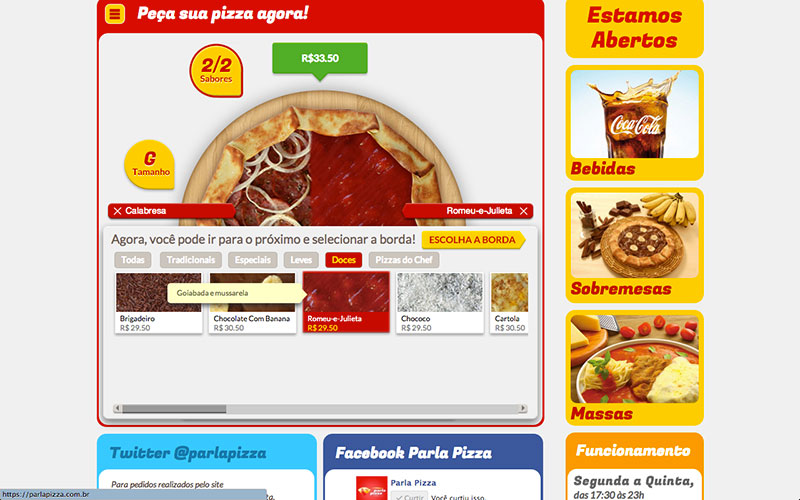 Peça sua pizza agora!
2/2
Sabores
R$33.50
G
Tamanho
Calabresa
Romeu-e-Julieta
Agora, você pode ir para o próximo e selecionar a borda!
ESCOLHA A BORDA
Todas
Tradicionais
Especiais
Leves
Doces
Pizzas do Chef
Goiabada e mussarela
Brigadeiro
R$ 29.50
Chocolate Com Banana
R$ 30.50
Romeu-e-Julieta
R$ 29.50
Chococo
R$ 29.50
Cartola
R$ 30.50
Estamos
Abertos
Coca-Cola
Bebidas
Sobremesas
Massas
Twitter @parlapizza
Para pedidos realizados pelo site
https://parlapizza.com.br
Facebook Parla Pizza
parla
pizza
Parla Pizza
Curtir
Você curtiu isso.
Funcionamento
Segunda a Quinta,
das 17:30 às 23h